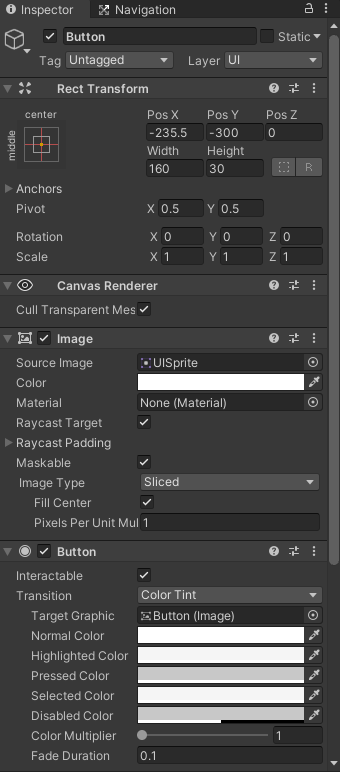 Inspector Navigation
Button Static
Tag Untagged Layer UI
Rect Transform
center Pos X Pos Y Pos Z
middle -235.5 -300 0
Width Height
160 30 R
Anchors
Pivot X 0.5 Y 0.5
Rotation X 0 Y 0 Z 0
Scale X 1 Y 1 Z 1
Canvas Renderer
Cull Transparent Mes
Image
Source Image UISprite
Color
Material None (Material)
Raycast Target
Raycast Padding
Maskable
Image Type Sliced
Fill Center
Pixels Per Unit Mul 1
Button
Interactable
Transition Color Tint
Target Graphic Button (Image)
Normal Color
Highlighted Color
Pressed Color
Selected Color
Disabled Color
Color Multiplier 1
Fade Duration 0.1